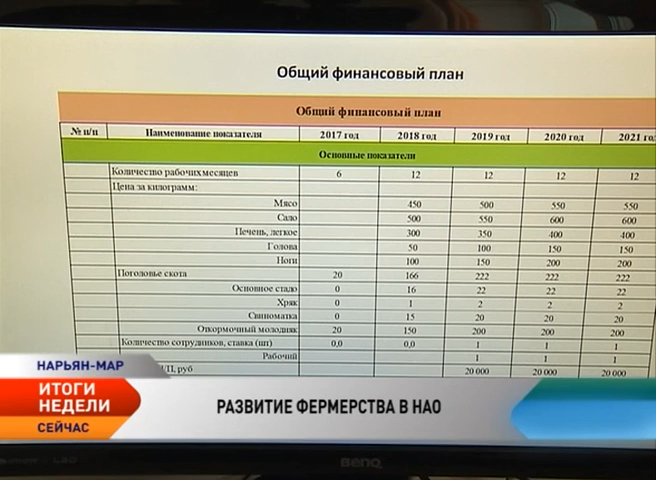 Общий финансовый план
Общий финансовый план
№ п/п Наименование показателя 2017 год 2018 год 2019 год 2020 год 2021 го
Основные показатели
Количество рабочих месяцев 6 12 12 12 12
Цена за килограмм:
Мясо 450 500 550 550
Сало 500 550 600 600
Печень, легкое 300 350 400 400
Голова 50 100 150 150
Ноги 100 150 200 200
Поголовье скота 20 166 222 222 222
Основное стадо 0 16 22 22 22
Хряк 0 1 2 2 2
Свиноматка 0 15 20 20 20
Откормочный молодняк 20 150 200 200 200
Количество сотрудников, ставка (шт) 0,0 0,0 1 1 1
Рабочий 1 1 1
руб 20 000 20 000 20 000
НАРЬЯН-МАР
ИТОГИ
НЕДЕЛИ
СЕЙЧАС
РАЗВИТИЕ ФЕРМЕРСТВА В НАО
BENQ